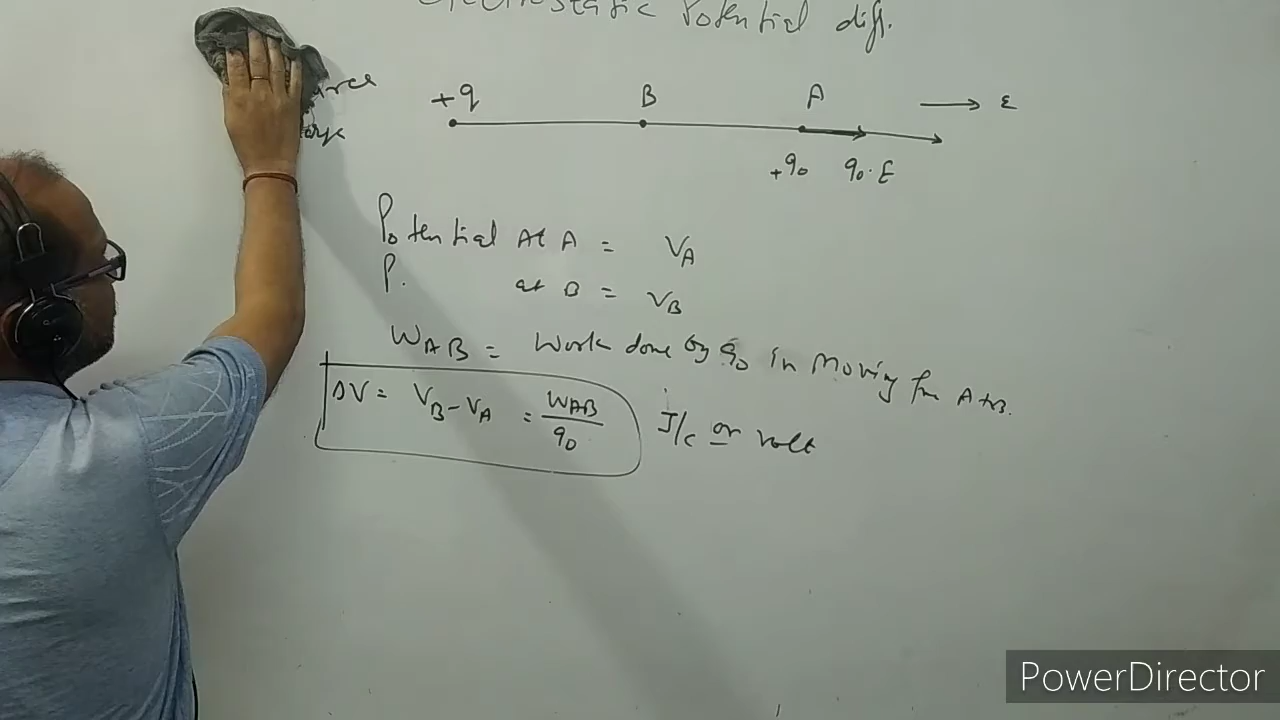 Electrostatic Potential diff.
+q B A → E
+q₀ q₀.E
Potential at A = V_A
P. at B = V_B
W_AB = Work done by q₀ in moving from A to B.
ΔV = V_B - V_A = W_AB / q₀ J/C or volt
PowerDirector